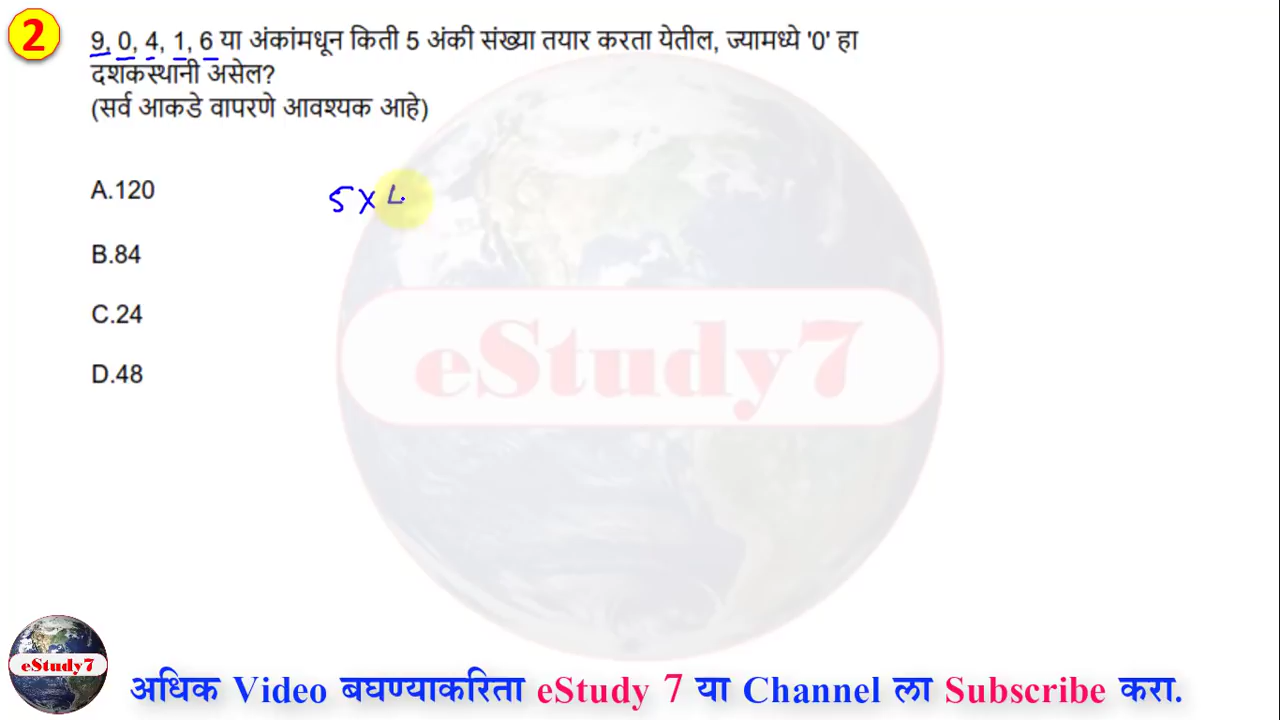 2
9, 0, 4, 1, 6 या अंकांमधून किती 5 अंकी संख्या तयार करता येतील, ज्यामध्ये '0' हा
दशकस्थानी असेल?
(सर्व आकडे वापरणे आवश्यक आहे)
A.120
5 x 4
B.84
C.24
D.48
eStudy7
eStudy7
अधिक Video बघण्याकरिता eStudy 7 या Channel ला Subscribe करा.